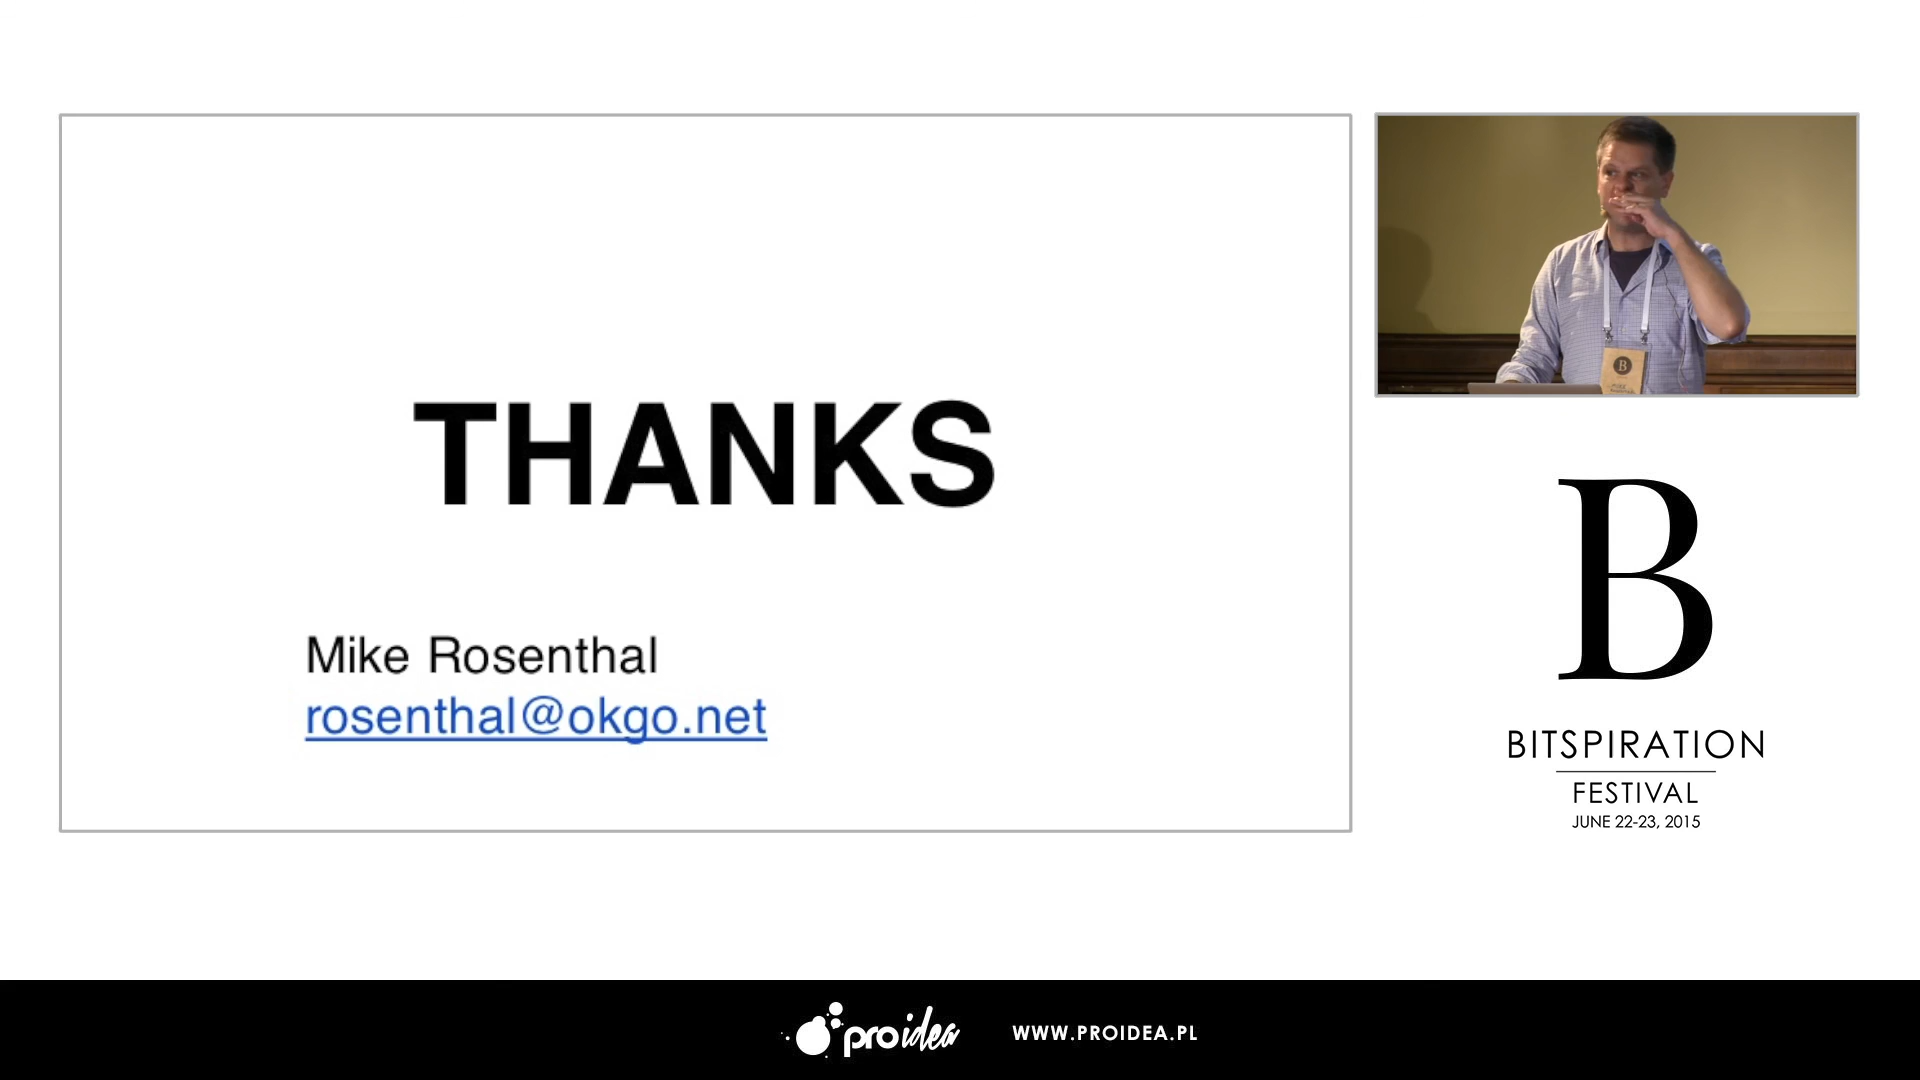 THANKS
Mike Rosenthal
rosenthal@okgo.net
B
B
BITSPIRATION
FESTIVAL
JUNE 22-23, 2015
proidea
WWW.PROIDEA.PL